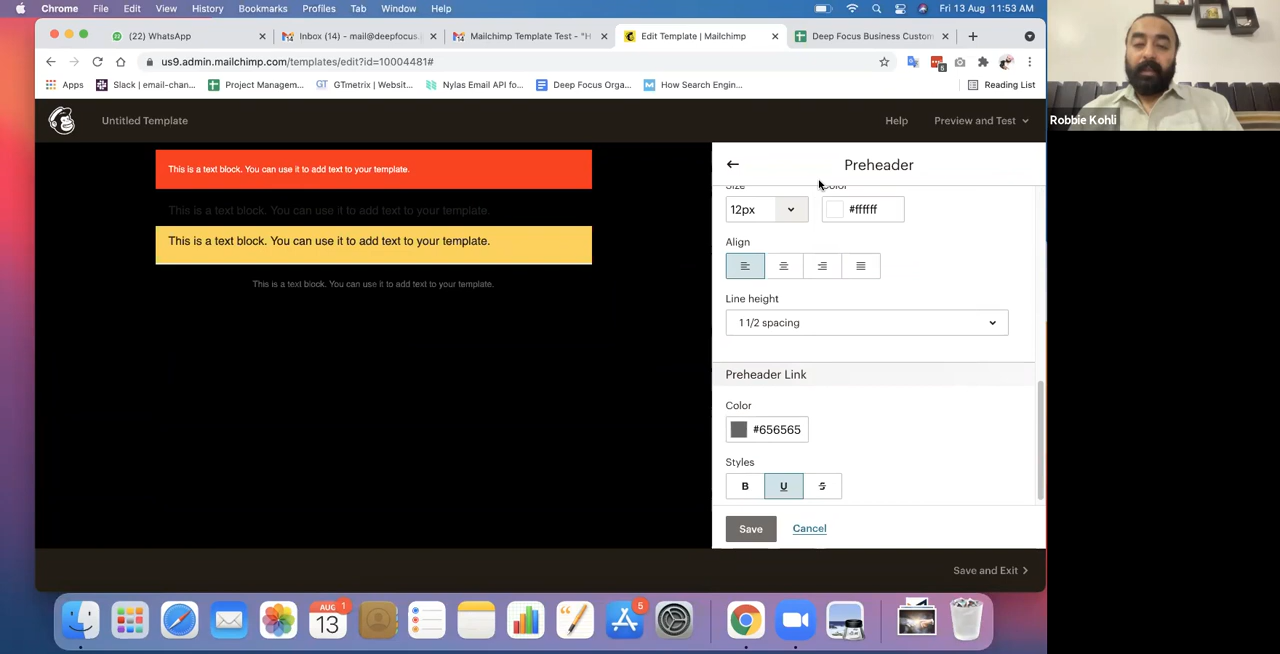 Chrome File Edit View History Bookmarks Profiles Tab Window Help Fri 13 Aug 11:53 AM
(22) WhatsApp
Inbox (14) - mail@deepfocus.
Mailchimp Template Test - "H
Edit Template | Mailchimp
Deep Focus Business Custom
us9.admin.mailchimp.com/templates/edit?id=10004481#
6
Apps Slack | email-chan... Project Managem... GTmetrix | Websit... Nylas Email API fo... Deep Focus Orga... How Search Engin... Reading List
Untitled Template Help Preview and Test
Robbie Kohli
Preheader
This is a text block. You can use it to add text to your template.
This is a text block. You can use it to add text to your template.
This is a text block. You can use it to add text to your template.
This is a text block. You can use it to add text to your template.
Size Color
12px #ffffff
Align
Line height
1 1/2 spacing
Preheader Link
Color
#656565
Styles
B U S
Save Cancel
Save and Exit
AUG 1
13
5